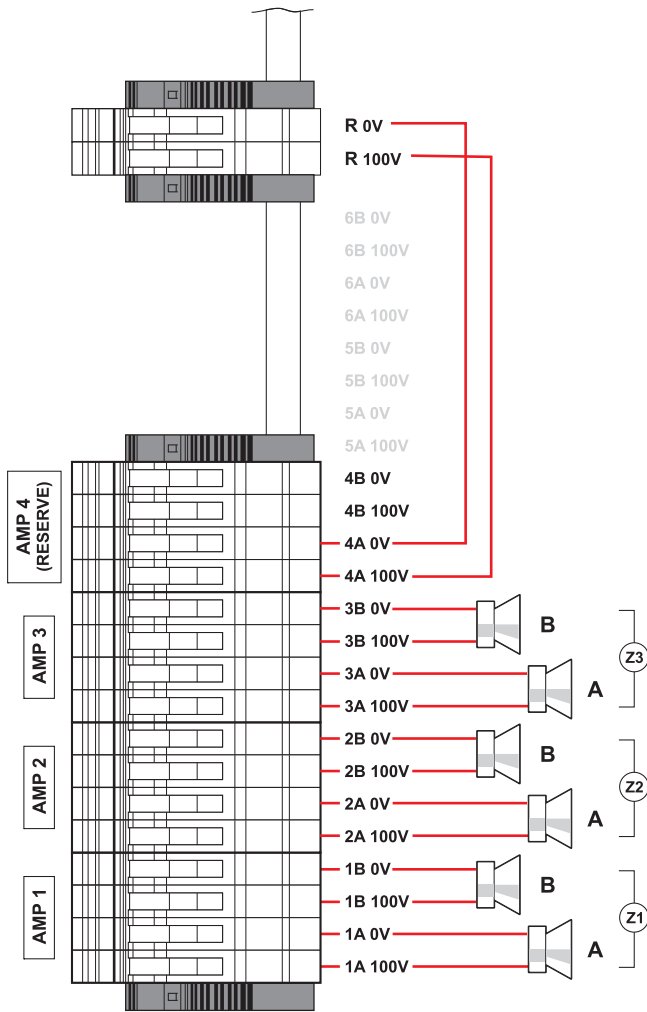 R 0V
R 100V
6B 0V
6B 100V
6A 0V
6A 100V
5B 0V
5B 100V
5A 0V
5A 100V
AMP 4
(RESERVE)
4B 0V
4B 100V
4A 0V
4A 100V
AMP 3
3B 0V
3B 100V
B
3A 0V
3A 100V
A
Z3
AMP 2
2B 0V
2B 100V
B
2A 0V
2A 100V
A
Z2
AMP 1
1B 0V
1B 100V
B
1A 0V
1A 100V
A
Z1